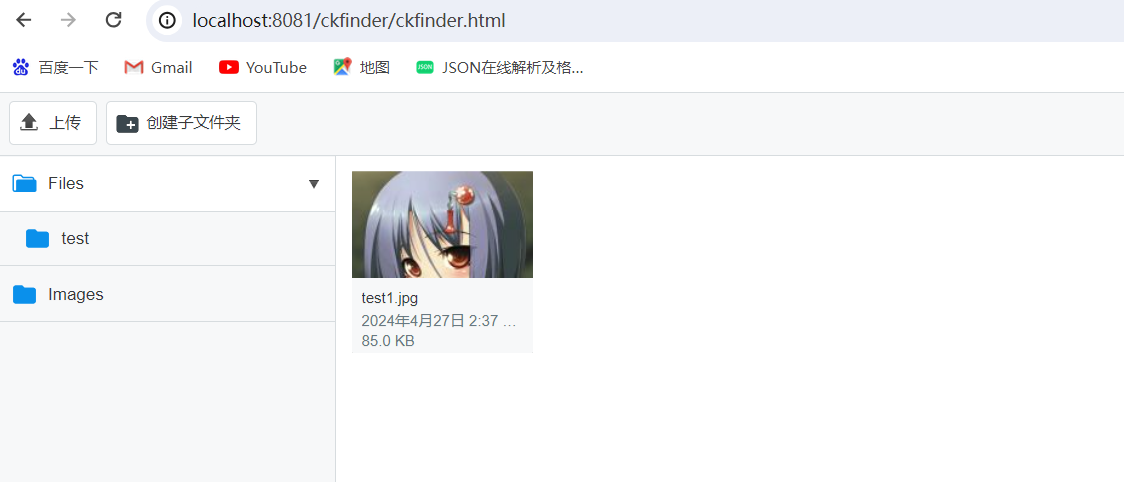 localhost:8081/ckfinder/ckfinder.html
百度一下 Gmail YouTube 地图 JSON在线解析及格...
上传 创建子文件夹
Files
test
Images
test1.jpg
2024年4月27日 2:37 ...
85.0 KB